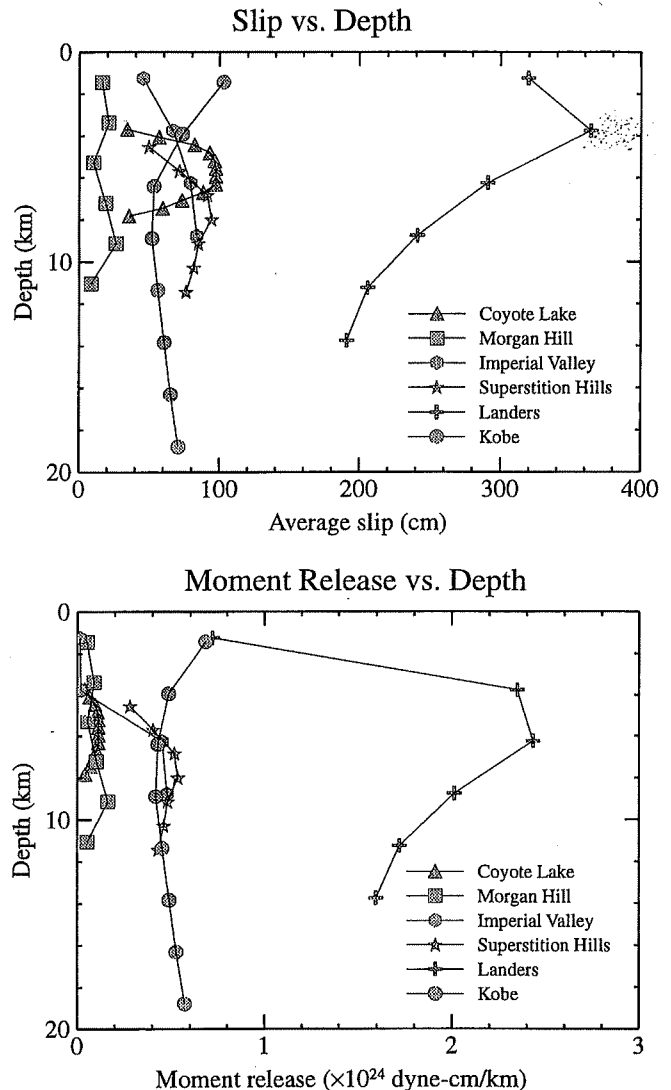 Slip vs. Depth
0
10
20
Depth (km)
Coyote Lake
Morgan Hill
Imperial Valley
Superstition Hills
Landers
Kobe
0 100 200 300 400
Average slip (cm)
Moment Release vs. Depth
0
10
20
Depth (km)
Coyote Lake
Morgan Hill
Imperial Valley
Superstition Hills
Landers
Kobe
0 1 2 3
Moment release (×10²⁴ dyne-cm/km)